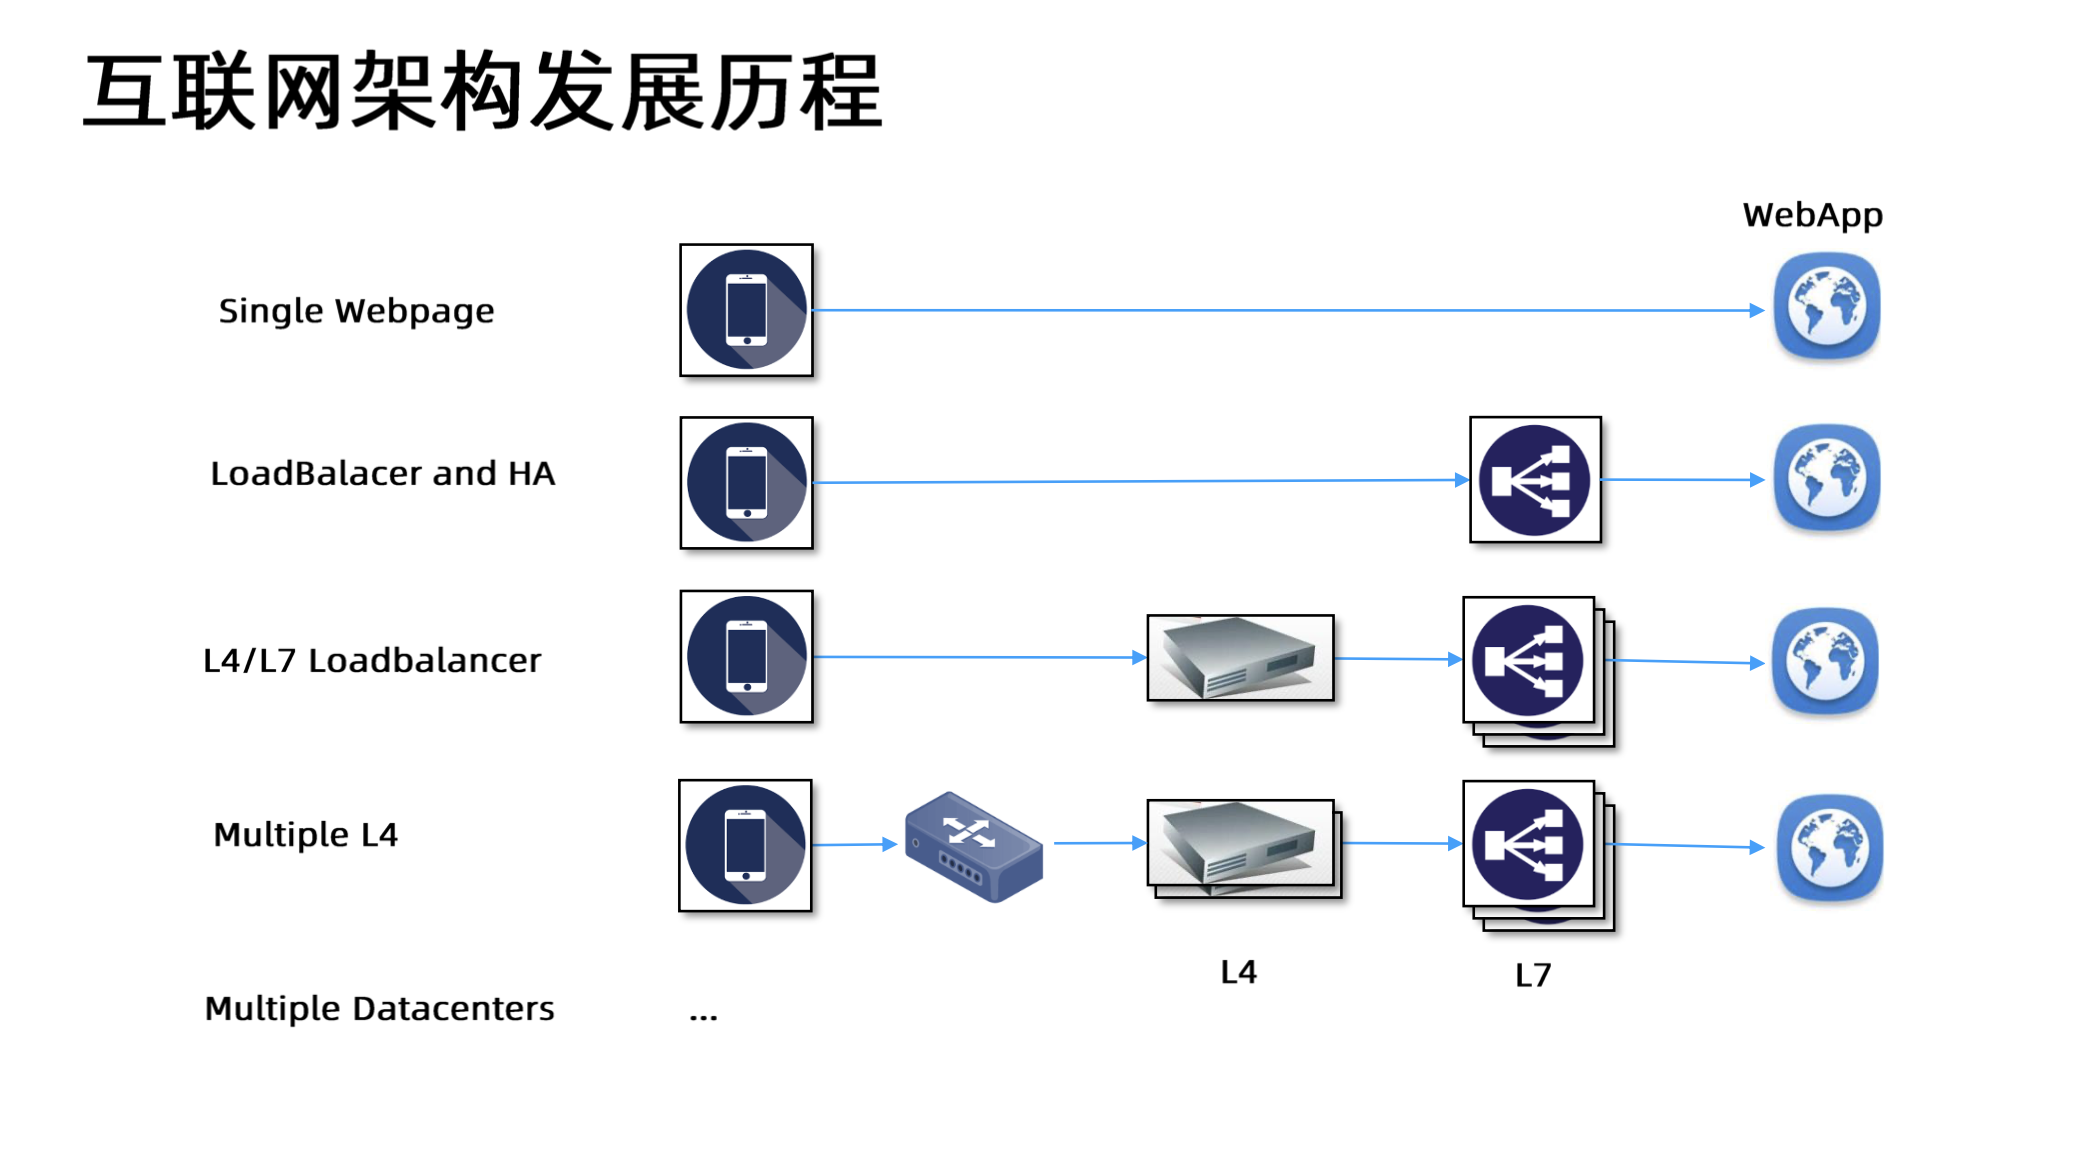 互联网架构发展历程
WebApp
Single Webpage
LoadBalacer and HA
L4/L7 Loadbalancer
Multiple L4
L4
L7
Multiple Datacenters
...